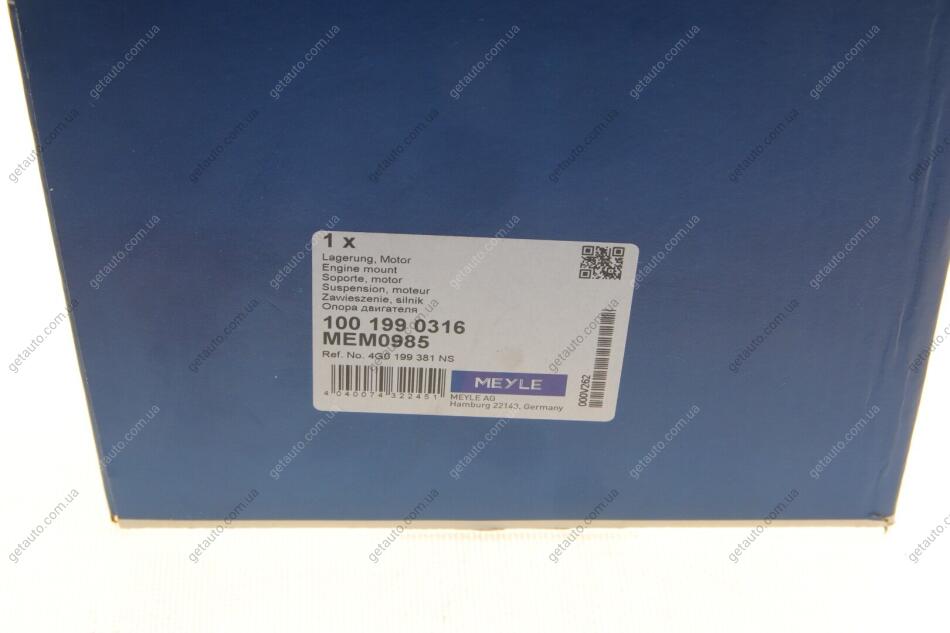 1 x
Lagerung, Motor
Engine mount
Soporte, motor
Suspension, moteur
Zawieszenie, silnik
Опора двигателя
100 199 0316
MEM0985
Ref. No. 4G0 199 381 NS
4 040074 322451
MEYLE
MEYLE AG
Hamburg 22143, Germany
000V262
getauto.com.ua